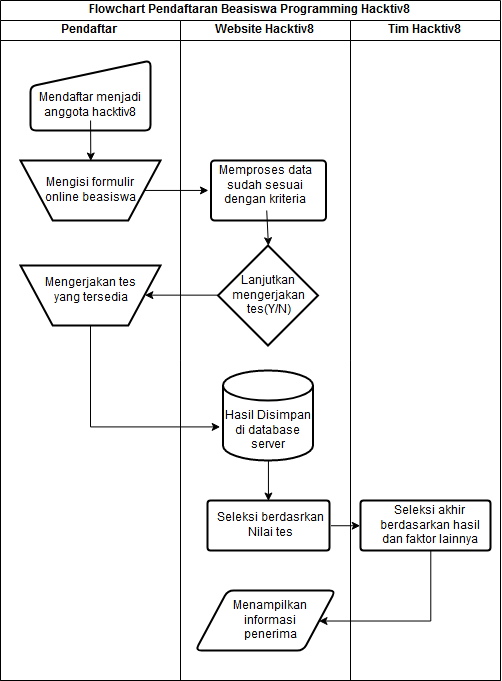 Flowchart Pendaftaran Beasiswa Programming Hacktiv8
Pendaftar
Website Hacktiv8
Tim Hacktiv8
Mendaftar menjadi
anggota hacktiv8
Mengisi formulir
online beasiswa
Memproses data
sudah sesuai
dengan kriteria
Lanjutkan
mengerjakan
tes(Y/N)
Mengerjakan tes
yang tersedia
Hasil Disimpan
di database
server
Seleksi berdasrkan
Nilai tes
Seleksi akhir
berdasarkan hasil
dan faktor lainnya
Menampilkan
informasi
penerima